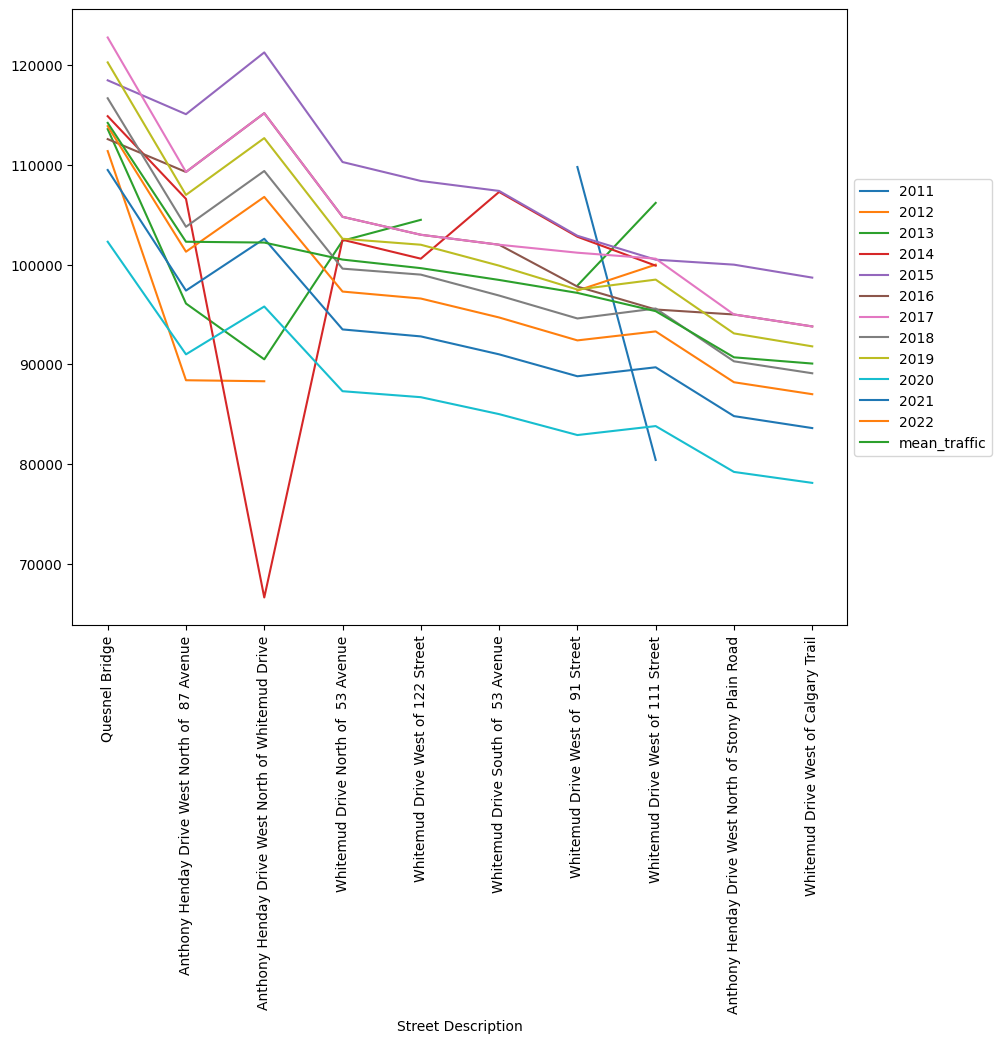 120000
110000
100000
90000
80000
70000
Quesnel Bridge
Anthony Henday Drive West North of  87 Avenue
Anthony Henday Drive West North of Whitemud Drive
Whitemud Drive North of  53 Avenue
Whitemud Drive West of 122 Street
Whitemud Drive South of  53 Avenue
Whitemud Drive West of  91 Street
Whitemud Drive West of 111 Street
Anthony Henday Drive West North of Stony Plain Road
Whitemud Drive West of Calgary Trail
Street Description
2011
2012
2013
2014
2015
2016
2017
2018
2019
2020
2021
2022
mean_traffic